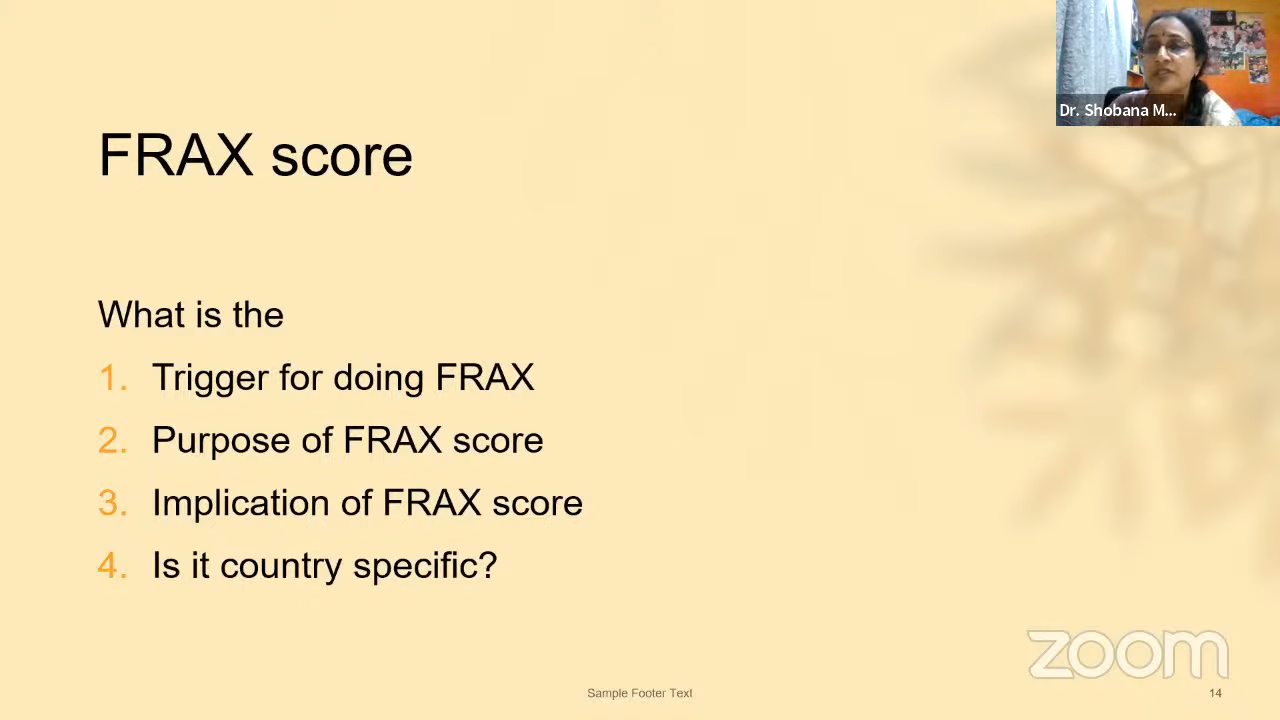 Dr. Shobana M...
FRAX score
What is the
1. Trigger for doing FRAX
2. Purpose of FRAX score
3. Implication of FRAX score
4. Is it country specific?
zoom
Sample Footer Text
14